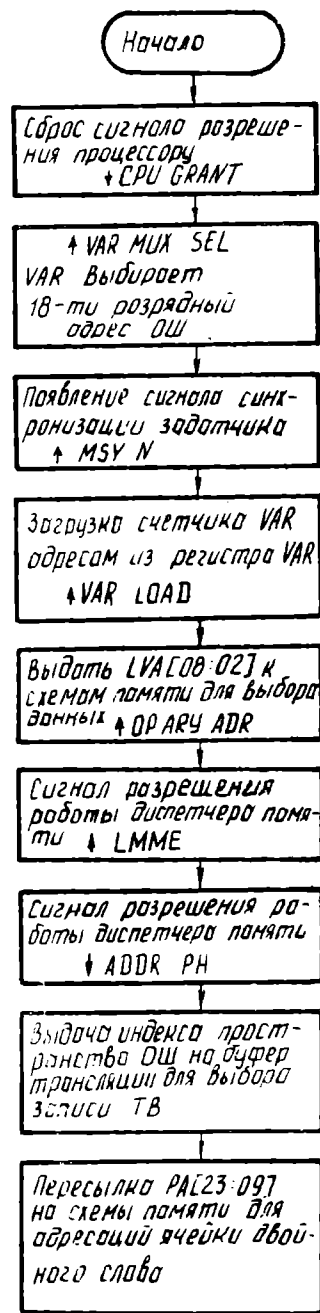 Начало
Сброс сигнала разреше-
ния процессору
↓ CPU GRANT
↑ VAR MUX SEL
VAR Выбирает
18-ти розрядный
адрес ОШ
Появление сигнала синх-
ронизации задатчика
↑ MSY N
Загрузка счетчика VAR
адресам из регистра VAR
↑ VAR LOAD
Выдать LVA[08:02] к
схемам памяти для выбора
данных ↑ OP ARY ADR
Сигнал разрешения
работы диспетчера памя-
ти ↑ LMME
Сигнал разрешения ра-
боты диспетчера памяти
↓ ADDR PH
Выдача индекса прост-
ранства ОШ на буфер
трансляции для выбора
записи ТВ
Пересылка PA[23:09]
на схемы памяти для
адресаций ячейки двой-
ного слова